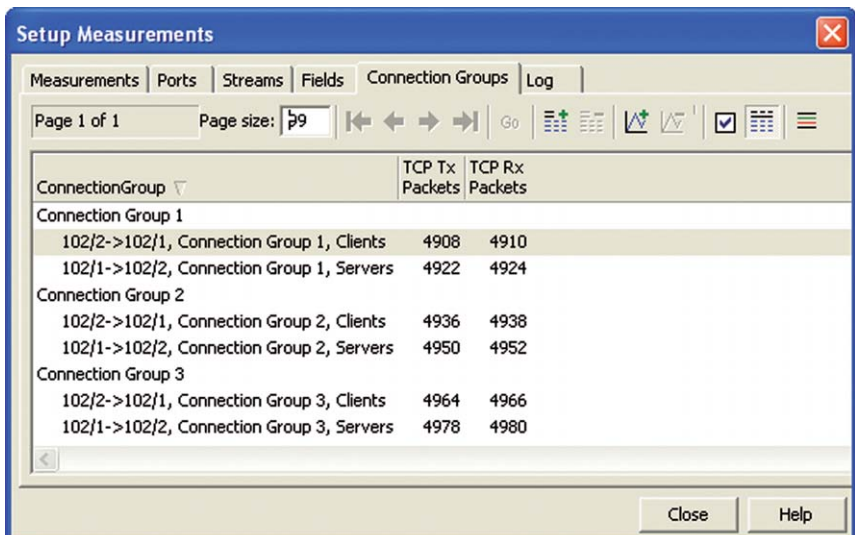 Setup Measurements
Measurements Ports Streams Fields Connection Groups Log
Page 1 of 1 Page size: 99 Go
ConnectionGroup TCP Tx Packets TCP Rx Packets
Connection Group 1
102/2->102/1, Connection Group 1, Clients 4908 4910
102/1->102/2, Connection Group 1, Servers 4922 4924
Connection Group 2
102/2->102/1, Connection Group 2, Clients 4936 4938
102/1->102/2, Connection Group 2, Servers 4950 4952
Connection Group 3
102/2->102/1, Connection Group 3, Clients 4964 4966
102/1->102/2, Connection Group 3, Servers 4978 4980
Close Help